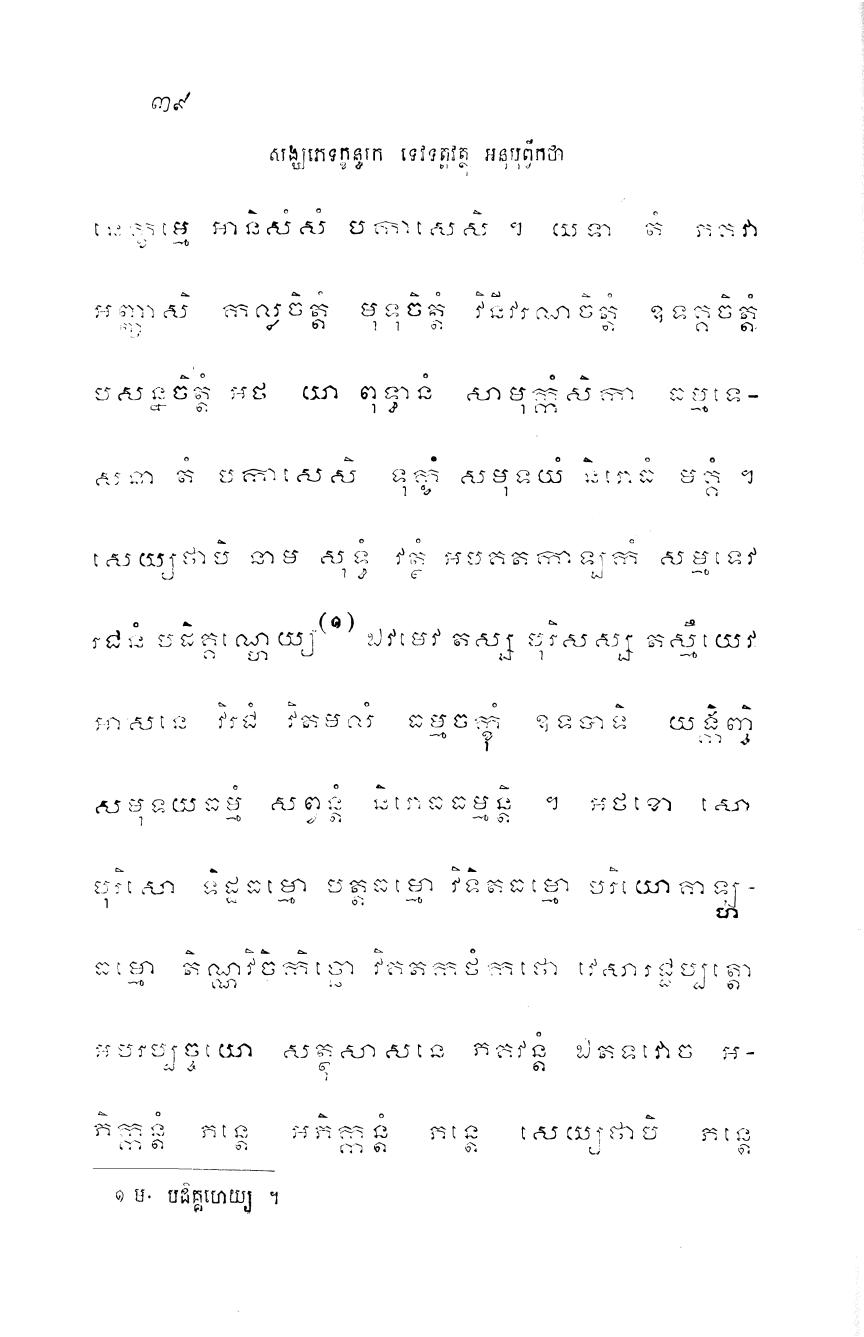 ៣៩
សង្ឃភេទក្ខន្ធកេ ទេវទត្តវត្ថុ អនុបុព្វីកថា
នេក្ខម្មេ អានិសំសំ បកាសេសិ ។ យទា តំ ភគវា
អញ្ញាសិ កល្លចិត្តំ មុទុចិត្តំ វិនីវរណចិត្តំ ឧទគ្គចិត្តំ
បសន្នចិត្តំ អថ យា ពុទ្ធានំ សាមុក្កំសិកា ធម្មទេ-
សនា តំ បកាសេសិ ទុក្ខំ សមុទយំ និរោធំ មគ្គំ ។
សេយ្យថាបិ នាម សុទ្ធំ វត្ថំ អបគតកាឡកំ សម្មទេវ
រជនំ បដិគ្គណ្ហេយ្យ(១) ឯវមេវ តស្ស បុរិសស្ស តស្មឹយេវ
អាសនេ វិរជំ វីតមលំ ធម្មចក្ខុំ ឧទបាទិ យង្កិញ្ចិ
សមុទយធម្មំ សព្វន្តំ និរោធធម្មន្តិ ។ អថខោ សោ
បុរិសោ ទិដ្ឋធម្មោ បត្តធម្មោ វិទិតធម្មោ បរិយោគាឡ្ហ-
ធម្មោ តិណ្ណវិចិកិច្ឆោ វិគតកថំកថោ វេសារជ្ជប្បត្តោ
អបរប្បច្ចយោ សត្ថុសាសនេ ភគវន្តំ ឯតទវោច អ-
ភិក្កន្តំ ភន្តេ អភិក្កន្តំ ភន្តេ សេយ្យថាបិ ភន្តេ
១ ម. បដិគ្គហេយ្យ ។